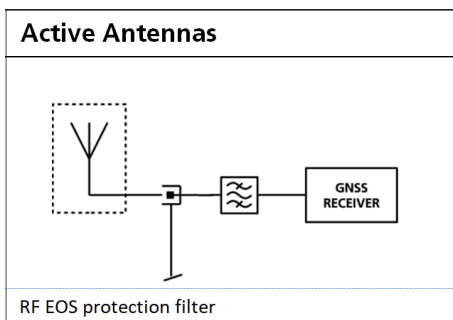 Active Antennas
GNSS
RECEIVER
RF EOS protection filter